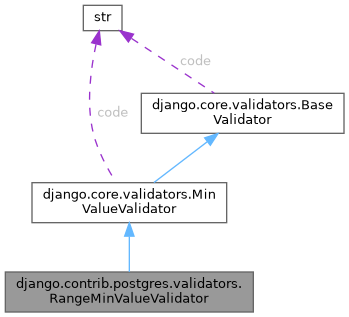 str
code
code
django.core.validators.Base
Validator
django.core.validators.Min
ValueValidator
django.contrib.postgres.validators.
RangeMinValueValidator